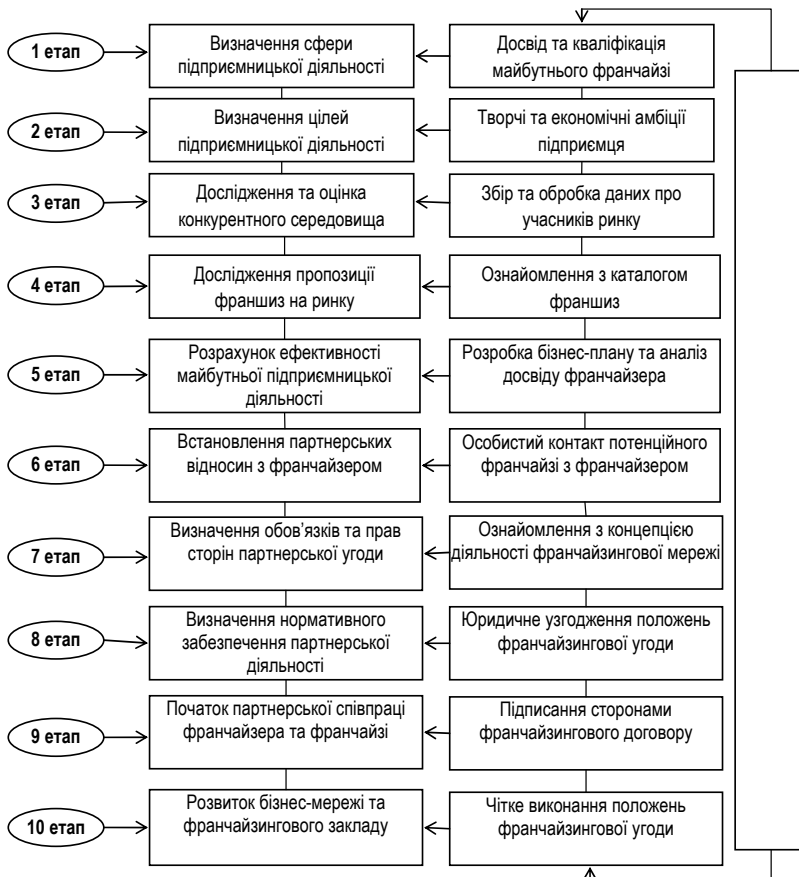 1 етап
Визначення сфери
підприємницької діяльності
Досвід та кваліфікація
майбутнього франчайзі
2 етап
Визначення цілей
підприємницької діяльності
Творчі та економічні амбіції
підприємця
3 етап
Дослідження та оцінка
конкурентного середовища
Збір та обробка даних про
учасників ринку
4 етап
Дослідження пропозиції
франшиз на ринку
Ознайомлення з каталогом
франшиз
5 етап
Розрахунок ефективності
майбутньої підприємницької
діяльності
Розробка бізнес-плану та аналіз
досвіду франчайзера
6 етап
Встановлення партнерських
відносин з франчайзером
Особистий контакт потенційного
франчайзі з франчайзером
7 етап
Визначення обов’язків та прав
сторін партнерської угоди
Ознайомлення з концепцією
діяльності франчайзингової мережі
8 етап
Визначення нормативного
забезпечення партнерської
діяльності
Юридичне узгодження положень
франчайзингової угоди
9 етап
Початок партнерської співпраці
франчайзера та франчайзі
Підписання сторонами
франчайзингового договору
10 етап
Розвиток бізнес-мережі та
франчайзингового закладу
Чітке виконання положень
франчайзингової угоди